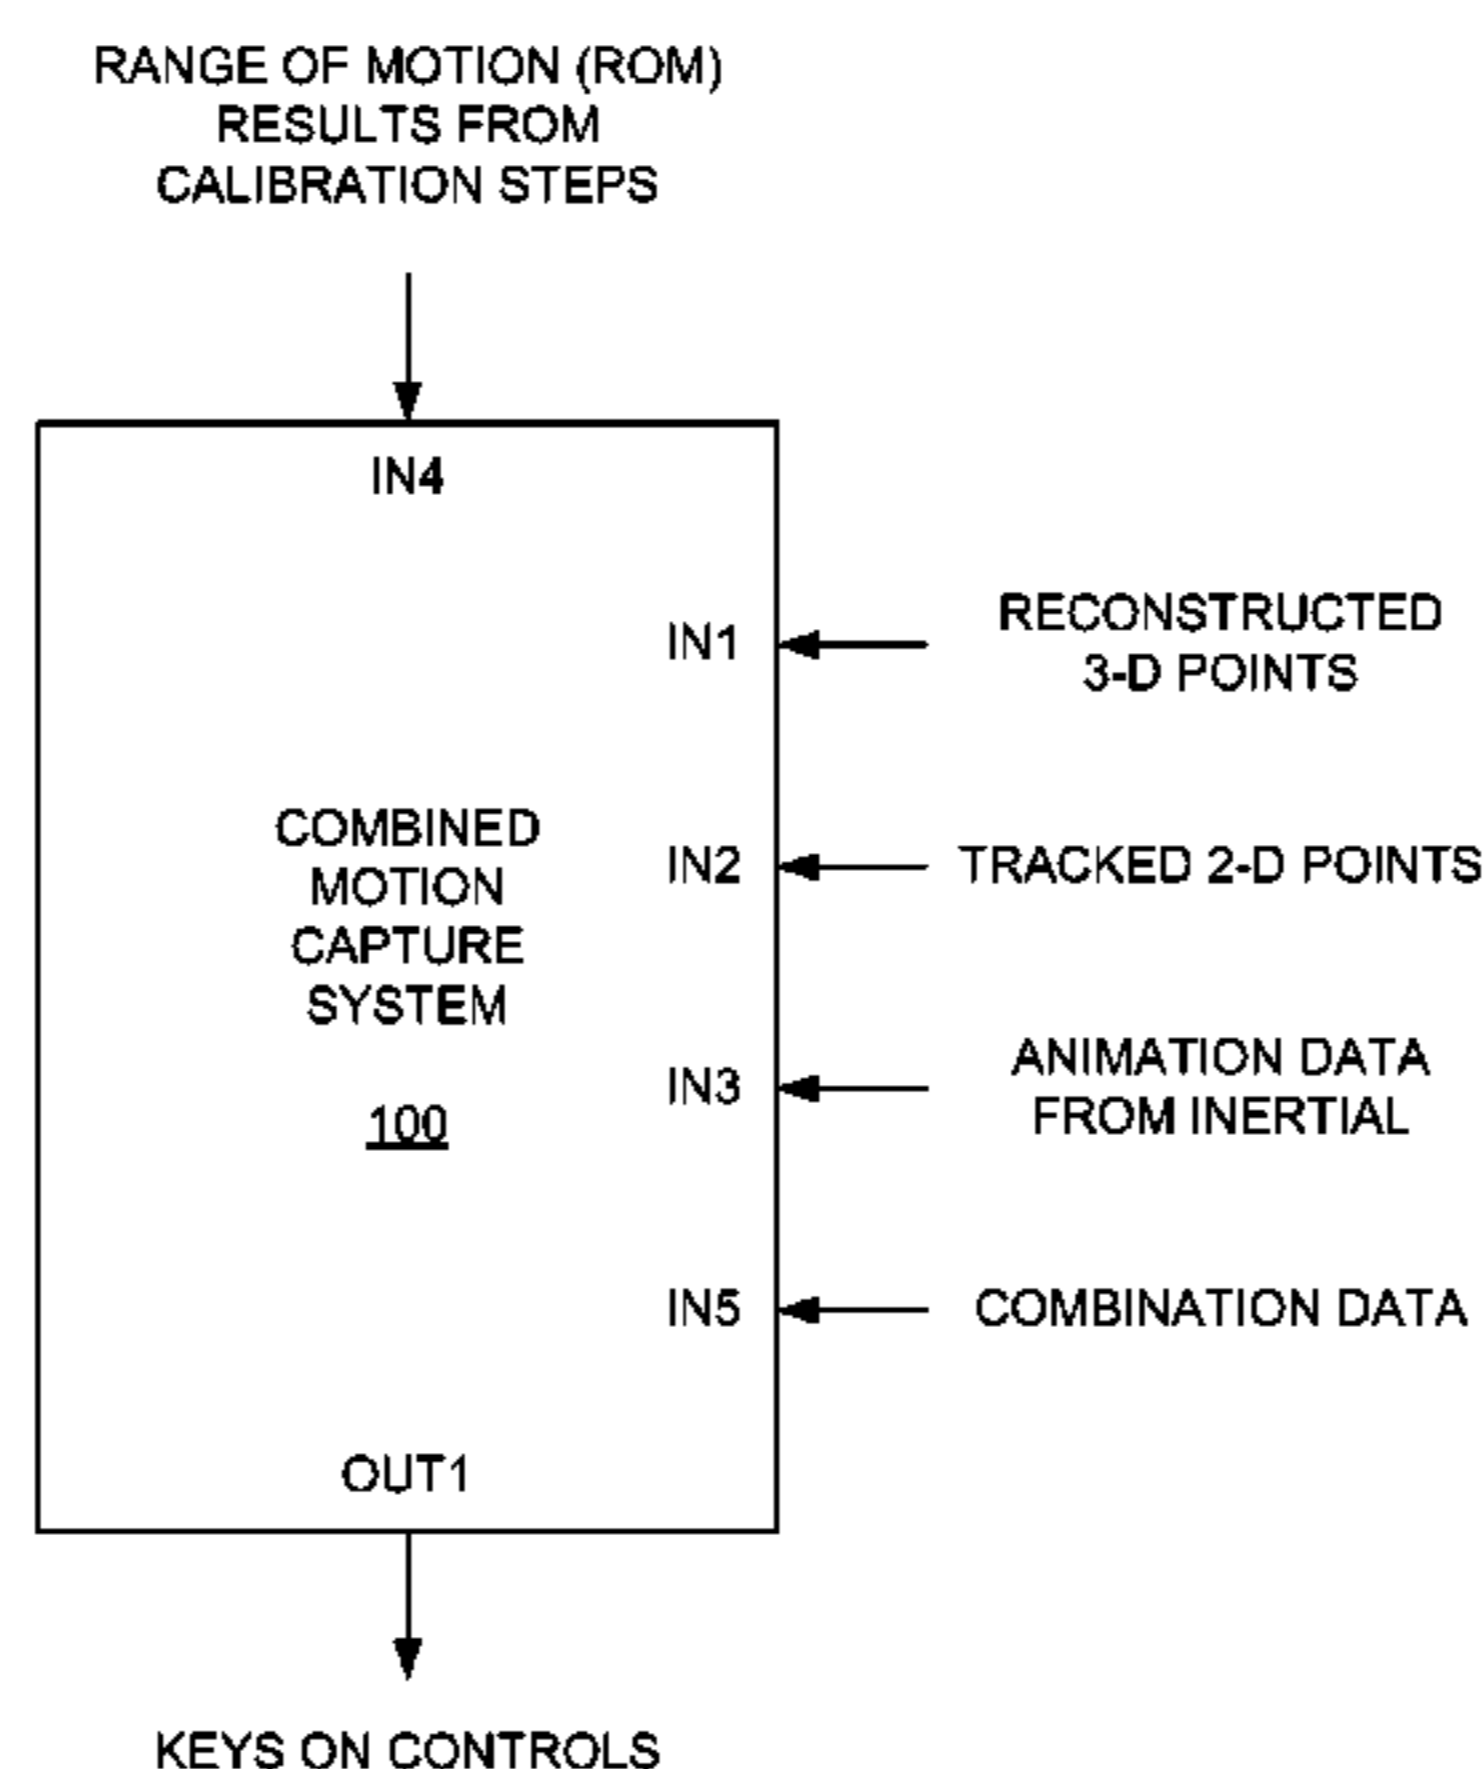 RANGE OF MOTION (ROM)
RESULTS FROM
CALIBRATION STEPS
IN4
IN1
RECONSTRUCTED
3-D POINTS
COMBINED
MOTION
CAPTURE
SYSTEM
100
IN2
TRACKED 2-D POINTS
IN3
ANIMATION DATA
FROM INERTIAL
IN5
COMBINATION DATA
OUT1
KEYS ON CONTROLS